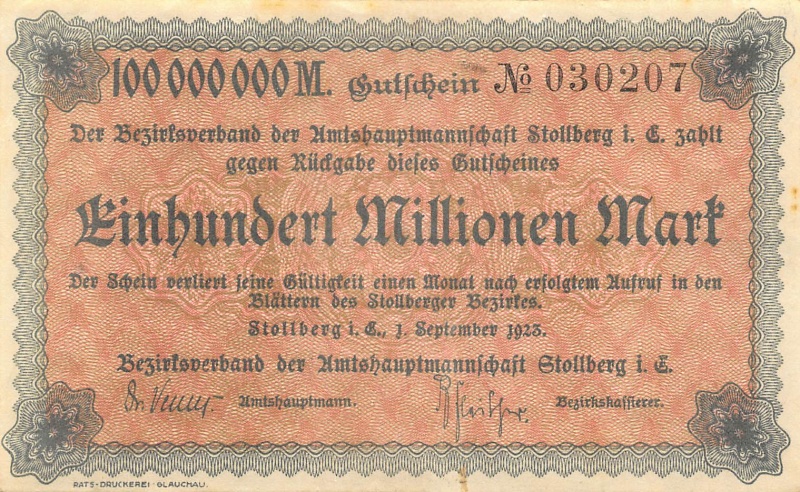 100 000 000 M. Gutschein № 030207
Der Bezirksverband der Amtshauptmannschaft Stollberg i. E. zahlt
gegen Rückgabe dieses Gutscheines
Einhundert Millionen Mark
Der Schein verliert seine Gültigkeit einen Monat nach erfolgtem Aufruf in den
Blättern des Stollberger Bezirkes.
Stollberg i. E., 1. September 1923.
Bezirksverband der Amtshauptmannschaft Stollberg i. E.
Amtshauptmann. Bezirkskassierer.
RATS-DRUCKEREI GLAUCHAU.